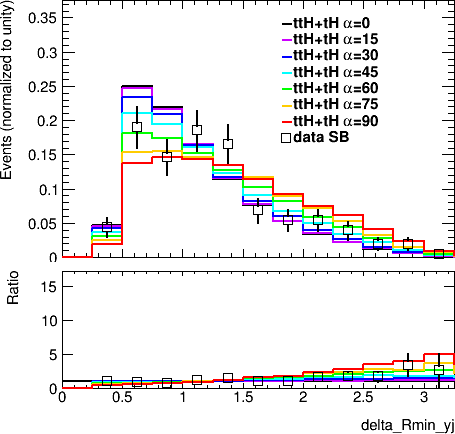 Events (normalized to unity)
0.35
0.3
0.25
0.2
0.15
0.1
0.05
0
ttH+tH α=0
ttH+tH α=15
ttH+tH α=30
ttH+tH α=45
ttH+tH α=60
ttH+tH α=75
ttH+tH α=90
data SB
Ratio
15
10
5
0
0 0.5 1 1.5 2 2.5 3
delta_Rmin_yj